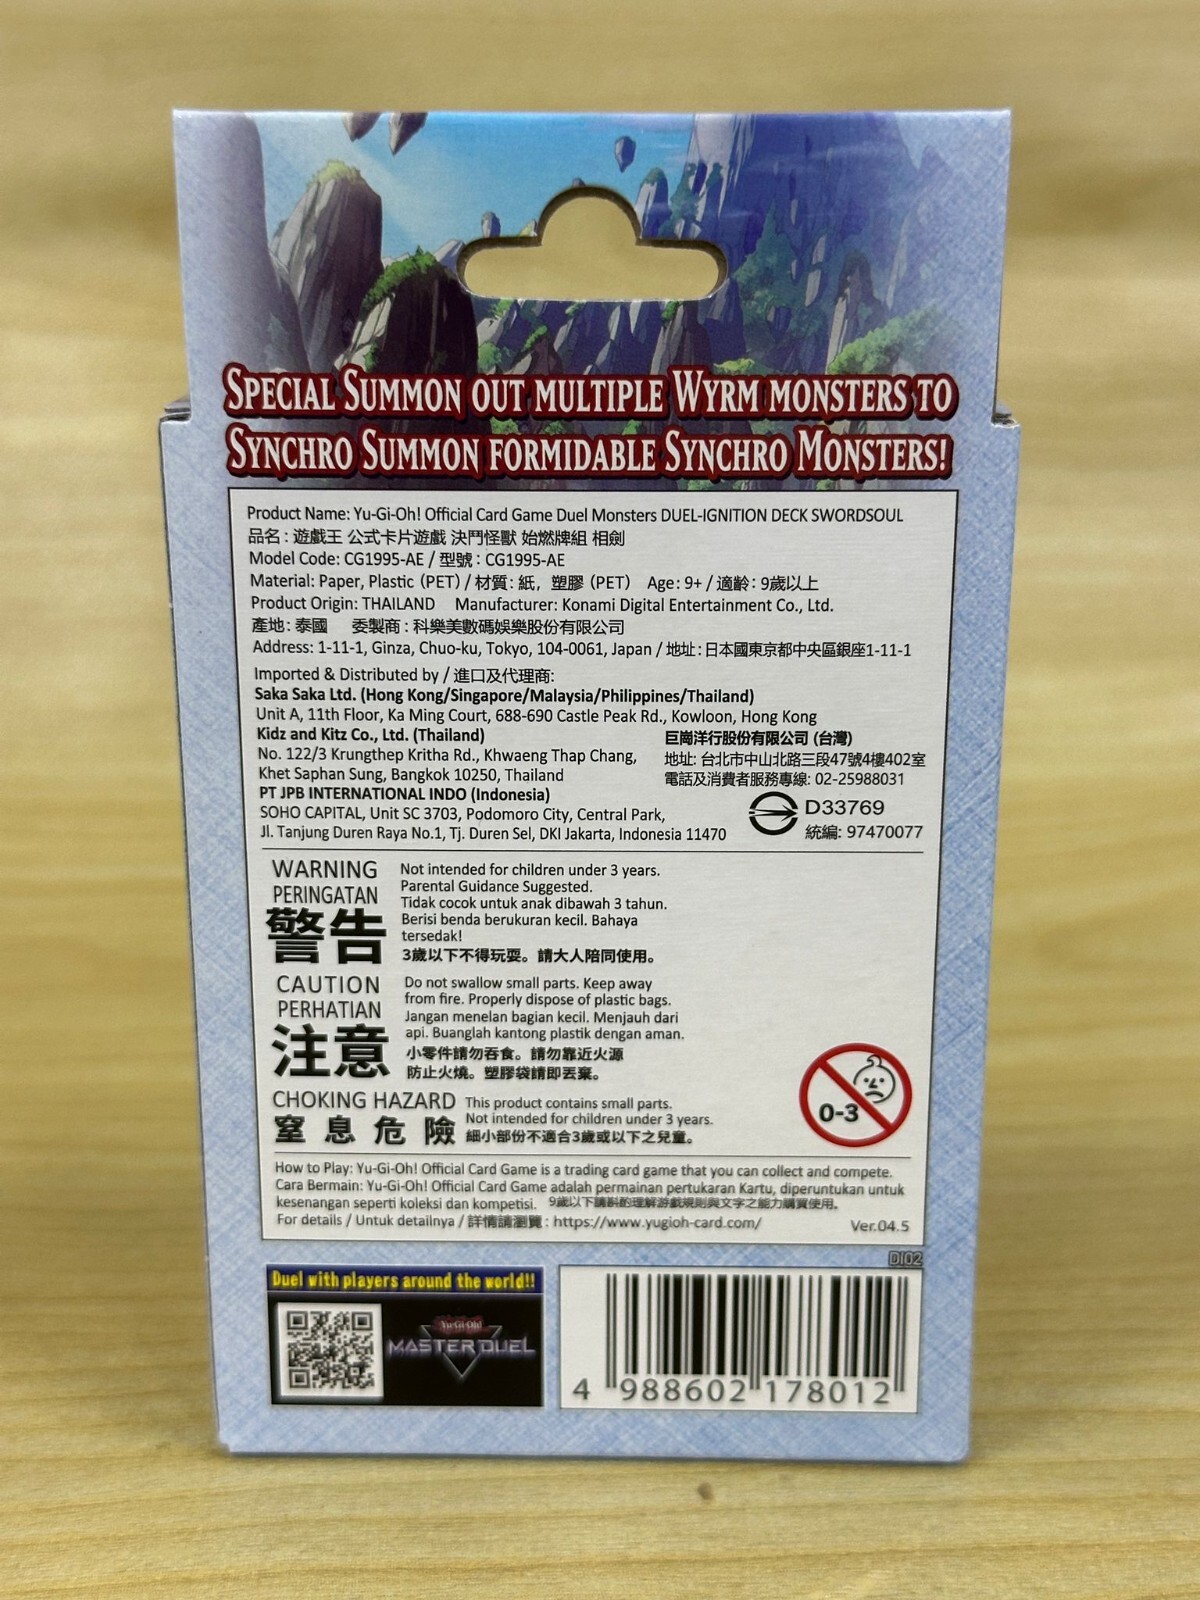 SPECIAL SUMMON OUT MULTIPLE WYRM MONSTERS TO
SYNCHRO SUMMON FORMIDABLE SYNCHRO MONSTERS!
Product Name: Yu-Gi-Oh! Official Card Game Duel Monsters DUEL-IGNITION DECK SWORDSOUL
品名: 遊戲王 公式卡片遊戲 決鬥怪獸 始燃牌組 相劍
Model Code: CG1995-AE / 型號: CG1995-AE
Material: Paper, Plastic (PET) / 材質: 紙, 塑膠 (PET) Age: 9+ / 適齡: 9歲以上
Product Origin: THAILAND Manufacturer: Konami Digital Entertainment Co., Ltd.
產地: 泰國 委製商: 科樂美數碼娛樂股份有限公司
Address: 1-11-1, Ginza, Chuo-ku, Tokyo, 104-0061, Japan / 地址: 日本國東京都中央區銀座1-11-1
Imported & Distributed by / 進口及代理商:
Saka Saka Ltd. (Hong Kong/Singapore/Malaysia/Philippines/Thailand)
Unit A, 11th Floor, Ka Ming Court, 688-690 Castle Peak Rd., Kowloon, Hong Kong
Kidz and Kitz Co., Ltd. (Thailand)
No. 122/3 Krungthep Kritha Rd., Khwaeng Thap Chang,
Khet Saphan Sung, Bangkok 10250, Thailand
PT JPB INTERNATIONAL INDO (Indonesia)
SOHO CAPITAL, Unit SC 3703, Podomoro City, Central Park,
Jl. Tanjung Duren Raya No.1, Tj. Duren Sel, DKI Jakarta, Indonesia 11470
巨崗洋行股份有限公司 (台灣)
地址: 台北市中山北路三段47號4樓402室
電話及消費者服務專線: 02-25988031
D33769
統編: 97470077
WARNING
PERINGATAN
警告
Not intended for children under 3 years.
Parental Guidance Suggested.
Tidak cocok untuk anak dibawah 3 tahun.
Berisi benda berukuran kecil. Bahaya
tersedak!
3歲以下不得玩耍。請大人陪同使用。
CAUTION
PERHATIAN
注意
Do not swallow small parts. Keep away
from fire. Properly dispose of plastic bags.
Jangan menelan bagian kecil. Menjauh dari
api. Buanglah kantong plastik dengan aman.
小零件請勿吞食。請勿靠近火源
防止火燒。塑膠袋請即丟棄。
CHOKING HAZARD
窒息危險
This product contains small parts.
Not intended for children under 3 years.
細小部份不適合3歲或以下之兒童。
0-3
How to Play: Yu-Gi-Oh! Official Card Game is a trading card game that you can collect and compete.
Cara Bermain: Yu-Gi-Oh! Official Card Game adalah permainan pertukaran Kartu, diperuntukan untuk
kesenangan seperti koleksi dan kompetisi. 9歲以下請斟酌理解遊戲規則與文字之能力購買使用。
For details / Untuk detailnya / 詳情請瀏覽: https://www.yugioh-card.com/ Ver.04.5
DI02
Duel with players around the world!!
Yu-Gi-Oh!
MASTER DUEL
4 988602 178012